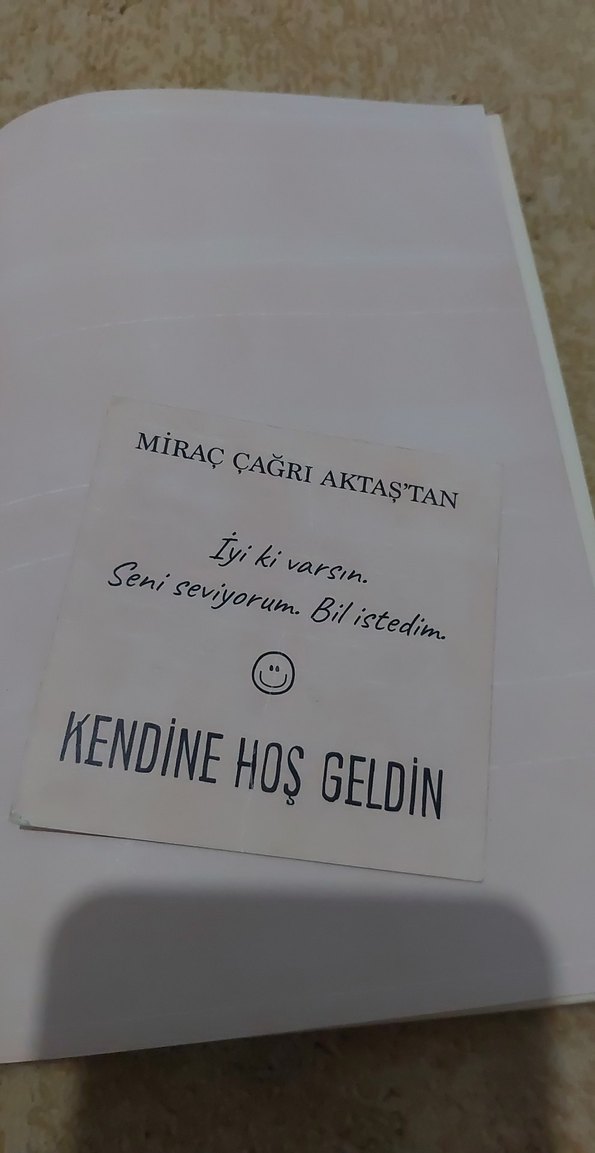 MİRAÇ ÇAĞRI AKTAŞ'TAN
İyi ki varsın.
Seni seviyorum. Bil istedim.
KENDİNE HOŞ GELDİN